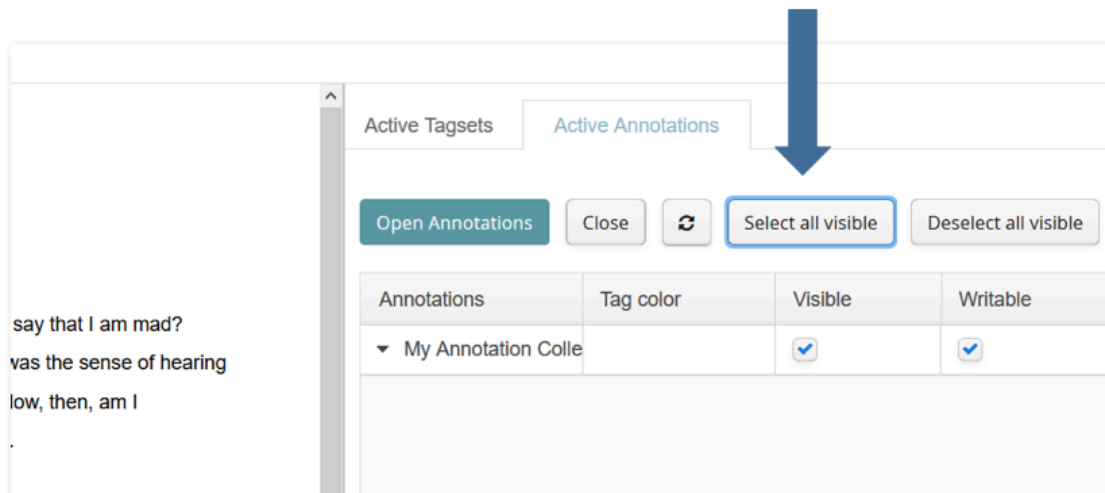 Active Tagsets Active Annotations
Open Annotations Close Select all visible Deselect all visible
Annotations Tag color Visible Writable
My Annotation Colle
say that I am mad?
was the sense of hearing
low, then, am I
.